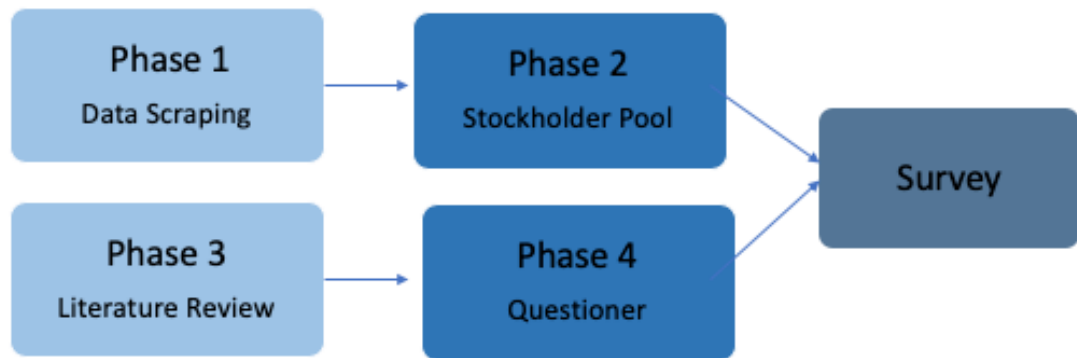 Phase 1
Data Scraping
Phase 2
Stockholder Pool
Survey
Phase 3
Literature Review
Phase 4
Questioner